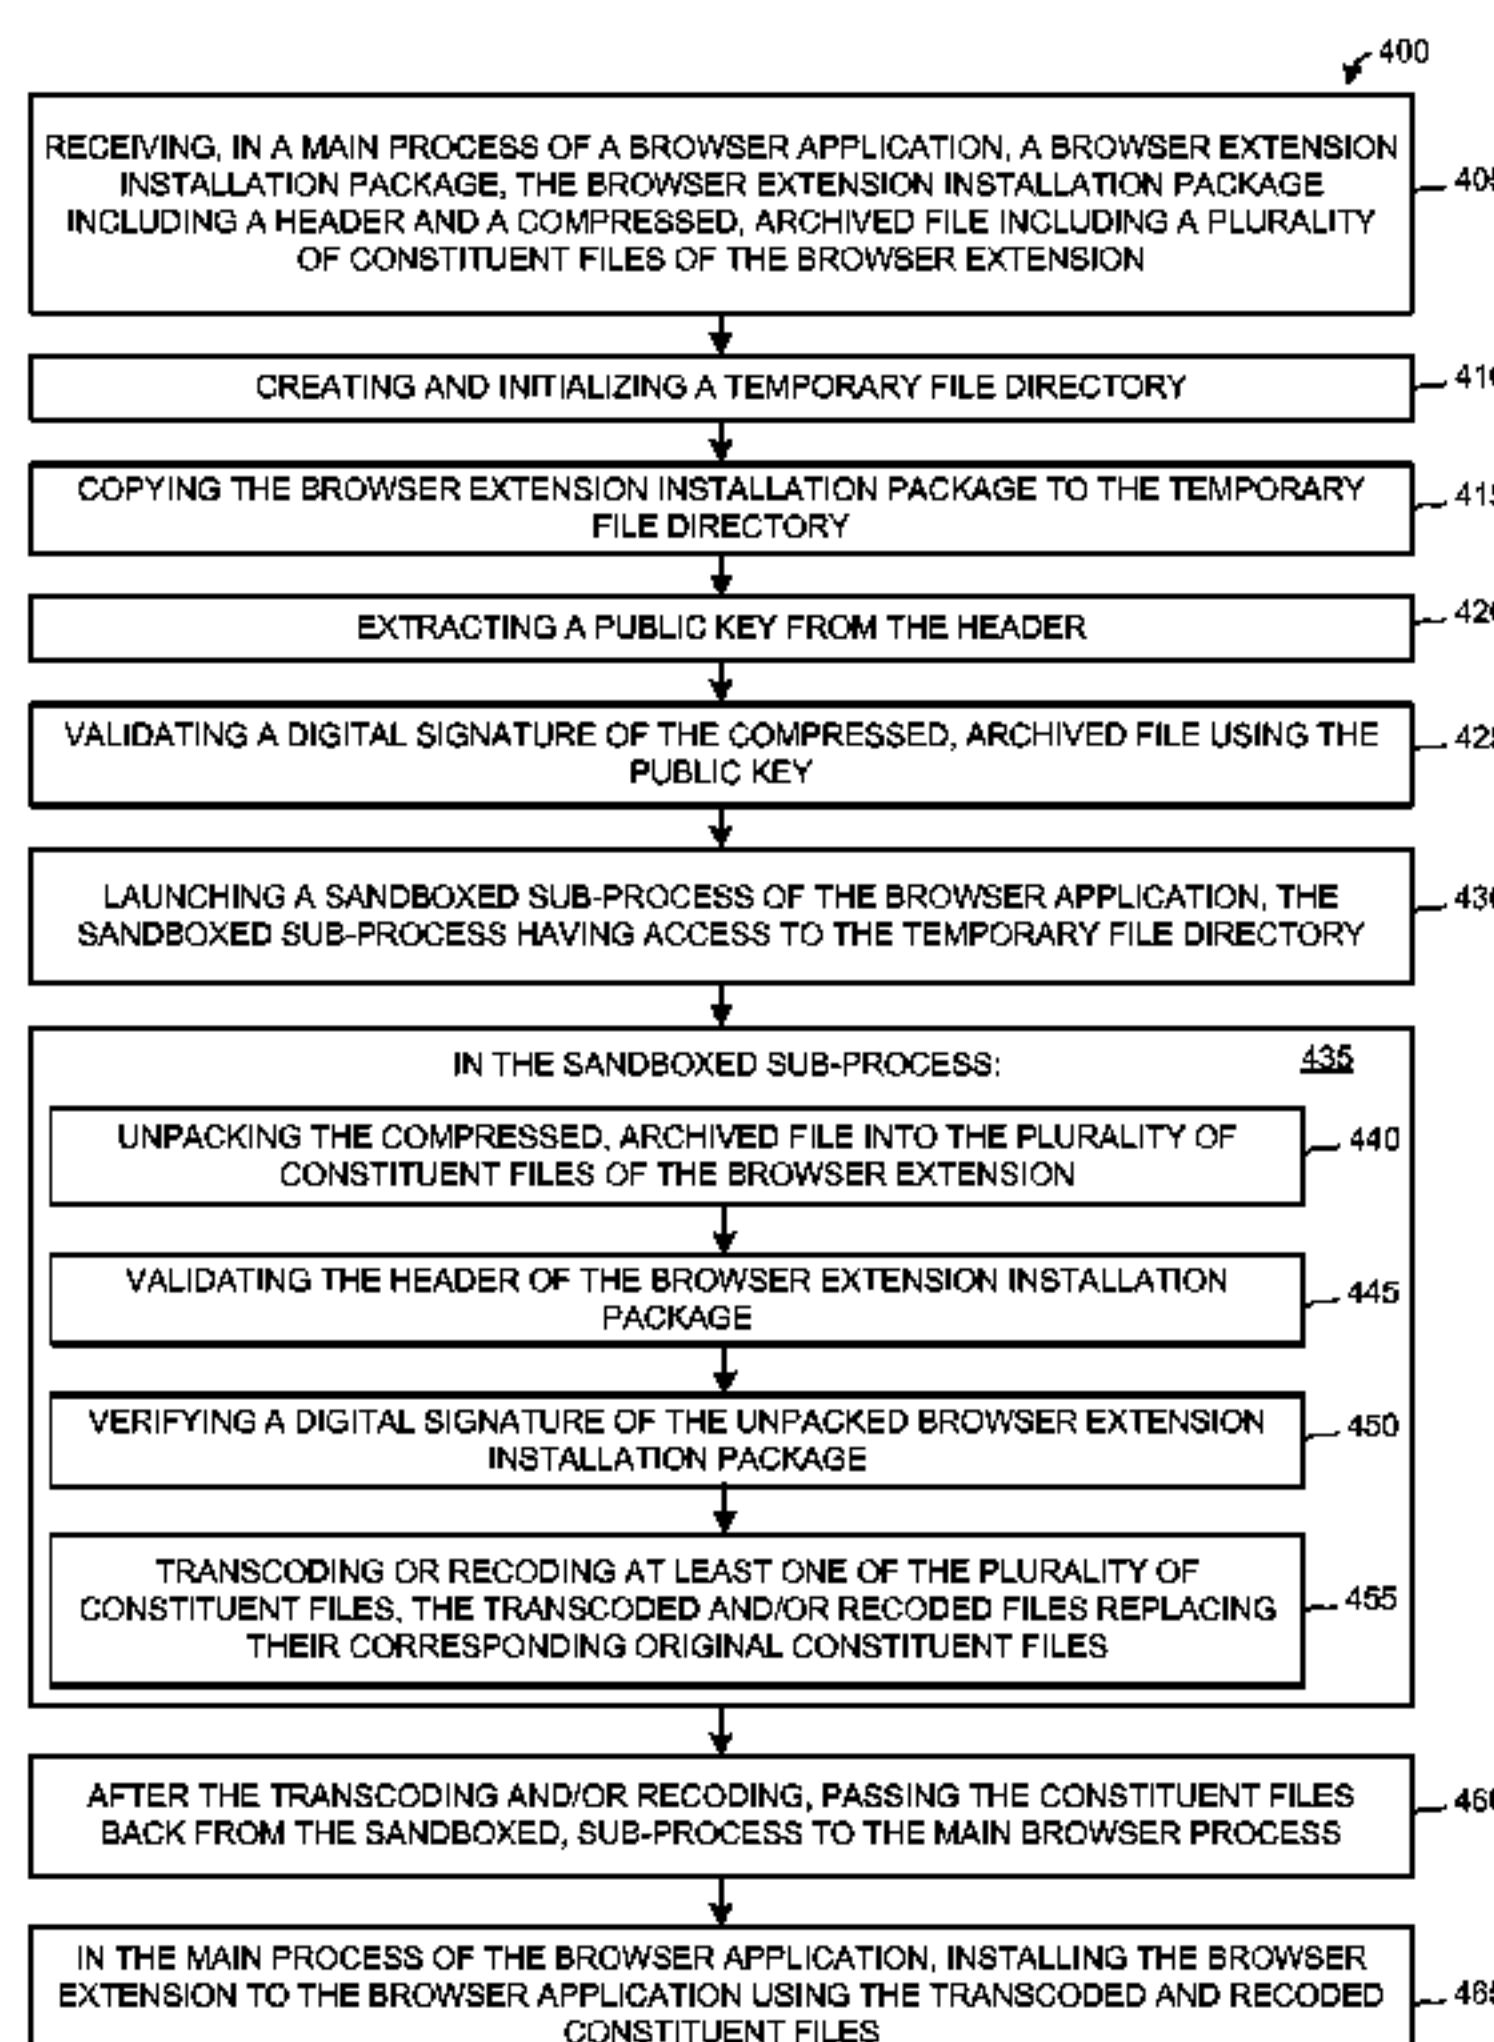 400
RECEIVING, IN A MAIN PROCESS OF A BROWSER APPLICATION, A BROWSER EXTENSION
INSTALLATION PACKAGE, THE BROWSER EXTENSION INSTALLATION PACKAGE
INCLUDING A HEADER AND A COMPRESSED, ARCHIVED FILE INCLUDING A PLURALITY
OF CONSTITUENT FILES OF THE BROWSER EXTENSION
405
CREATING AND INITIALIZING A TEMPORARY FILE DIRECTORY
410
COPYING THE BROWSER EXTENSION INSTALLATION PACKAGE TO THE TEMPORARY
FILE DIRECTORY
415
EXTRACTING A PUBLIC KEY FROM THE HEADER
420
VALIDATING A DIGITAL SIGNATURE OF THE COMPRESSED, ARCHIVED FILE USING THE
PUBLIC KEY
425
LAUNCHING A SANDBOXED SUB-PROCESS OF THE BROWSER APPLICATION, THE
SANDBOXED SUB-PROCESS HAVING ACCESS TO THE TEMPORARY FILE DIRECTORY
430
IN THE SANDBOXED SUB-PROCESS:
435
UNPACKING THE COMPRESSED, ARCHIVED FILE INTO THE PLURALITY OF
CONSTITUENT FILES OF THE BROWSER EXTENSION
440
VALIDATING THE HEADER OF THE BROWSER EXTENSION INSTALLATION
PACKAGE
445
VERIFYING A DIGITAL SIGNATURE OF THE UNPACKED BROWSER EXTENSION
INSTALLATION PACKAGE
450
TRANSCODING OR RECODING AT LEAST ONE OF THE PLURALITY OF
CONSTITUENT FILES, THE TRANSCODED AND/OR RECODED FILES REPLACING
THEIR CORRESPONDING ORIGINAL CONSTITUENT FILES
455
AFTER THE TRANSCODING AND/OR RECODING, PASSING THE CONSTITUENT FILES
BACK FROM THE SANDBOXED, SUB-PROCESS TO THE MAIN BROWSER PROCESS
460
IN THE MAIN PROCESS OF THE BROWSER APPLICATION, INSTALLING THE BROWSER
EXTENSION TO THE BROWSER APPLICATION USING THE TRANSCODED AND RECODED
CONSTITUENT FILES
465